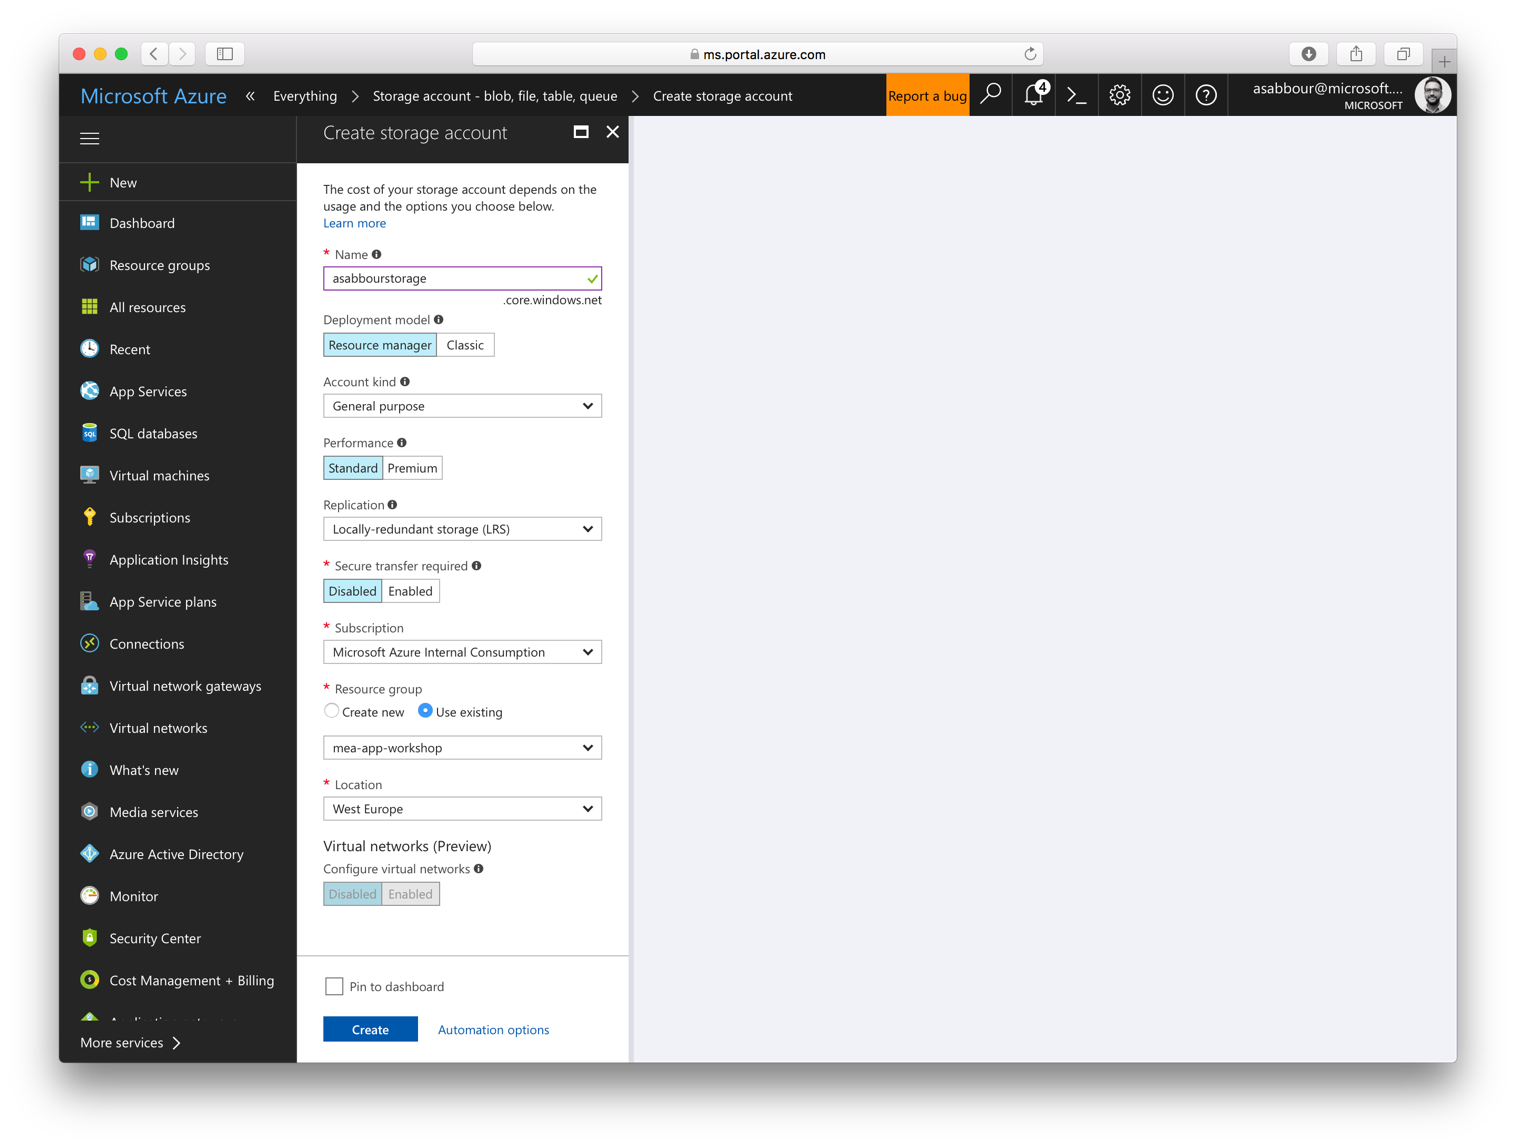 ms.portal.azure.com
Microsoft Azure « Everything > Storage account - blob, file, table, queue > Create storage account
Report a bug
4
asabbour@microsoft....
MICROSOFT
New
Dashboard
Resource groups
All resources
Recent
App Services
SQL
SQL databases
Virtual machines
Subscriptions
Application Insights
App Service plans
Connections
Virtual network gateways
Virtual networks
What's new
Media services
Azure Active Directory
Monitor
Security Center
Cost Management + Billing
More services
Create storage account
The cost of your storage account depends on the
usage and the options you choose below.
Learn more
* Name
asabbourstorage
.core.windows.net
Deployment model
Resource manager Classic
Account kind
General purpose
Performance
Standard Premium
Replication
Locally-redundant storage (LRS)
* Secure transfer required
Disabled Enabled
* Subscription
Microsoft Azure Internal Consumption
* Resource group
Create new Use existing
mea-app-workshop
* Location
West Europe
Virtual networks (Preview)
Configure virtual networks
Disabled Enabled
Pin to dashboard
Create Automation options